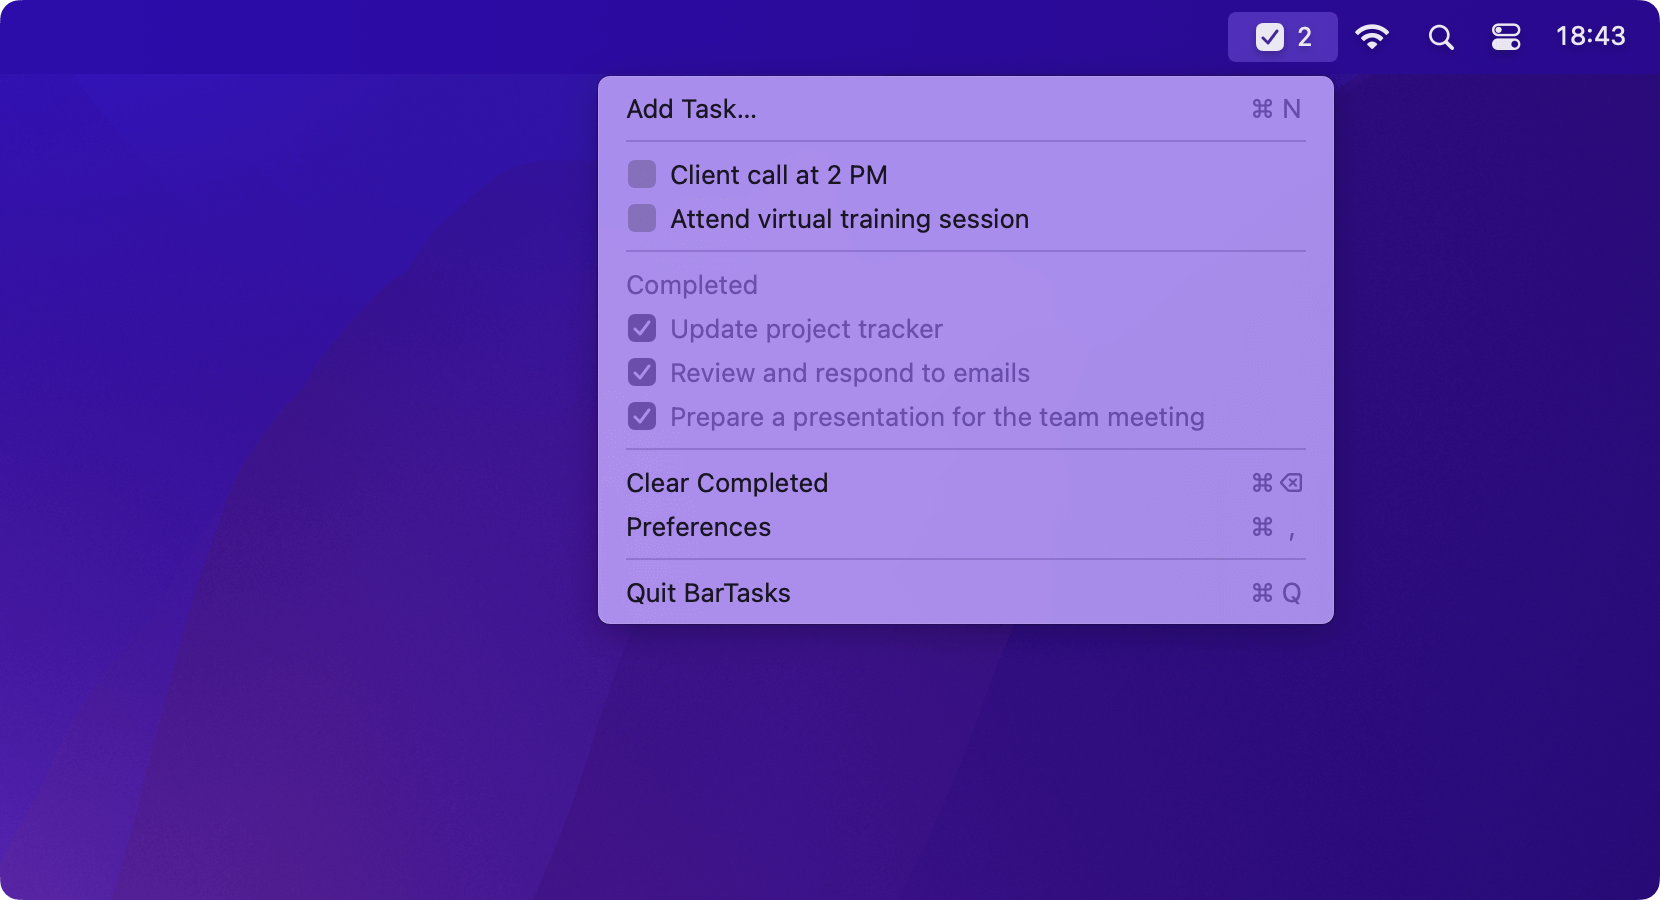 2 18:43
Add Task... ⌘ N
Client call at 2 PM
Attend virtual training session
Completed
Update project tracker
Review and respond to emails
Prepare a presentation for the team meeting
Clear Completed ⌘ ⌫
Preferences ⌘ ,
Quit BarTasks ⌘ Q